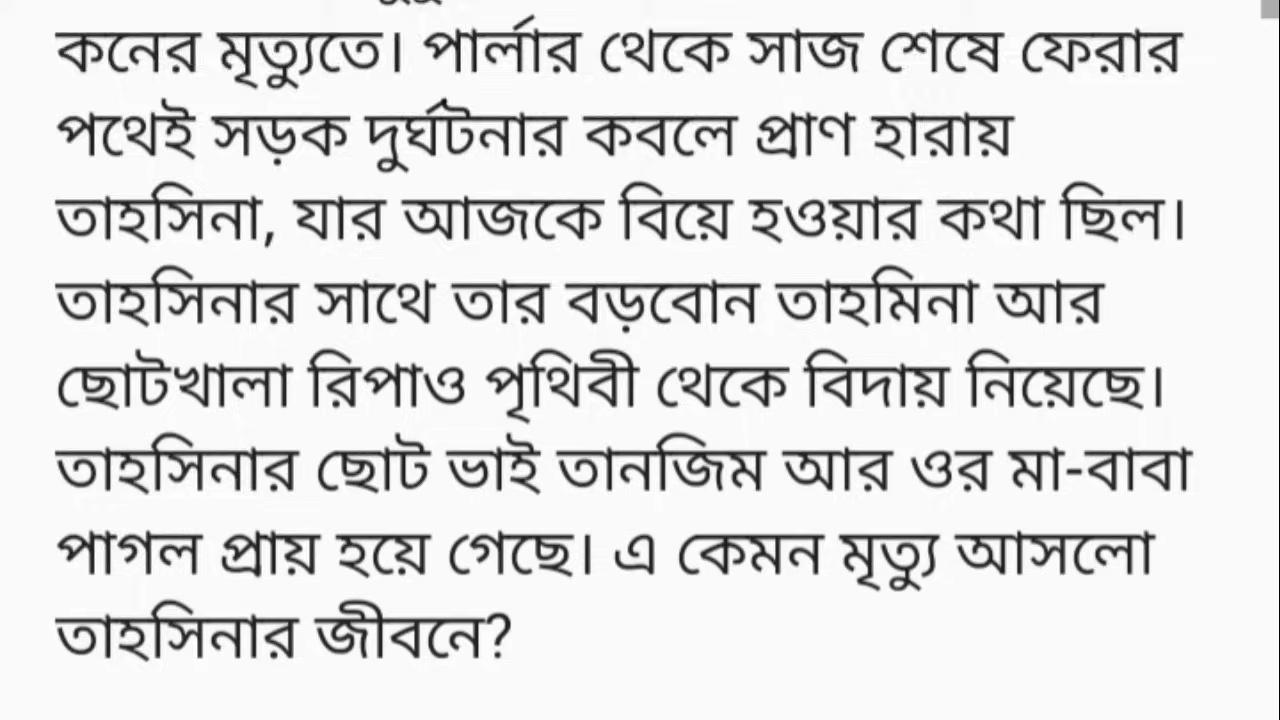 কনের মৃত্যুতে। পার্লার থেকে সাজ শেষে ফেরার
পথেই সড়ক দুর্ঘটনার কবলে প্রাণ হারায়
তাহসিনা, যার আজকে বিয়ে হওয়ার কথা ছিল।
তাহসিনার সাথে তার বড়বোন তাহমিনা আর
ছোটখালা রিপাও পৃথিবী থেকে বিদায় নিয়েছে।
তাহসিনার ছোট ভাই তানজিম আর ওর মা-বাবা
পাগল প্রায় হয়ে গেছে। এ কেমন মৃত্যু আসলো
তাহসিনার জীবনে?